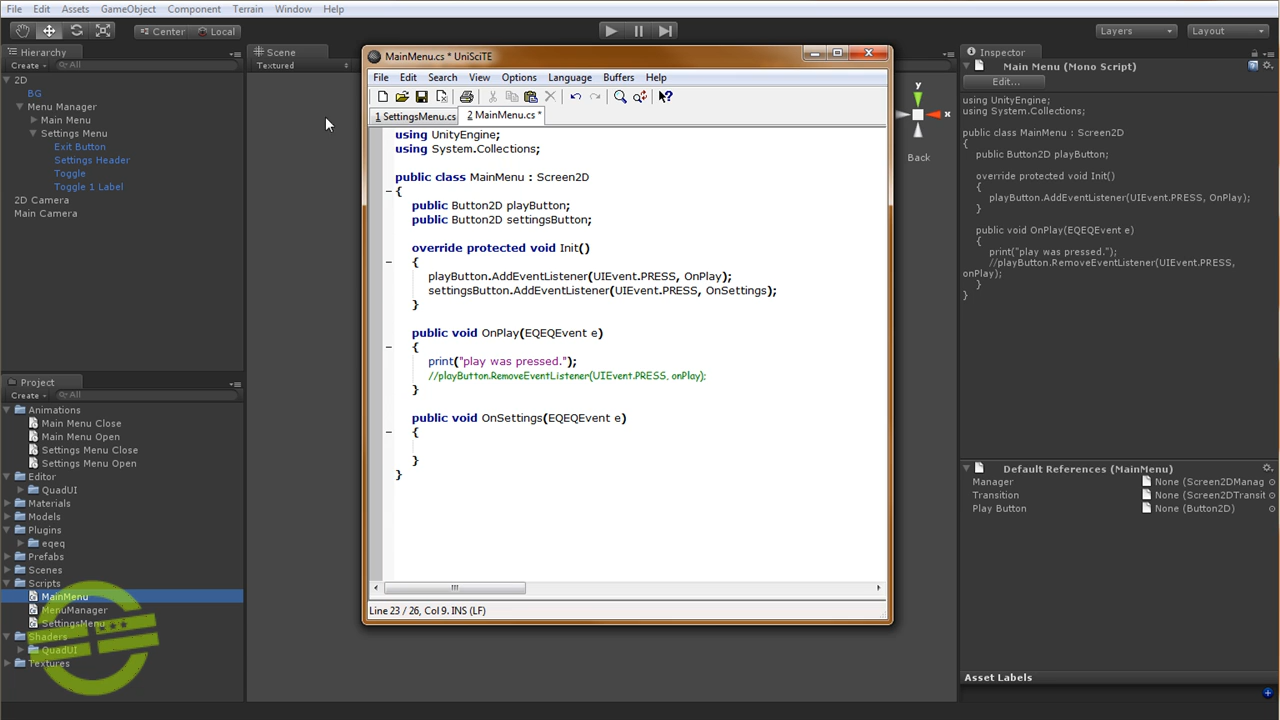 File Edit Assets GameObject Component Terrain Window Help
Center Local Layers Layout
Hierarchy
Create All
2D
BG
Menu Manager
Main Menu
Settings Menu
Exit Button
Settings Header
Toggle
Toggle 1 Label
2D Camera
Main Camera
Project
Create All
Animations
Main Menu Close
Main Menu Open
Settings Menu Close
Settings Menu Open
Editor
QuadUI
Materials
Models
Plugins
eqeq
Prefabs
Scenes
Scripts
MainMenu
MenuManager
SettingsMenu
Shaders
QuadUI
Textures
Scene
Textured
MainMenu.cs * UniSciTE
File Edit Search View Options Language Buffers Help
1 SettingsMenu.cs 2 MainMenu.cs *
using UnityEngine;
using System.Collections;
public class MainMenu : Screen2D
{
public Button2D playButton;
public Button2D settingsButton;
override protected void Init()
{
playButton.AddEventListener(UIEvent.PRESS, OnPlay);
settingsButton.AddEventListener(UIEvent.PRESS, OnSettings);
}
public void OnPlay(EQEQEvent e)
{
print("play was pressed.");
//playButton.RemoveEventListener(UIEvent.PRESS, onPlay);
}
public void OnSettings(EQEQEvent e)
{
}
}
Line 23 / 26, Col 9. INS (LF)
y
x
Back
Inspector
Main Menu (Mono Script)
Edit...
using UnityEngine;
using System.Collections;
public class MainMenu : Screen2D
{
public Button2D playButton;
override protected void Init()
{
playButton.AddEventListener(UIEvent.PRESS, OnPlay);
}
public void OnPlay(EQEQEvent e)
{
print("play was pressed.");
//playButton.RemoveEventListener(UIEvent.PRESS,
onPlay);
}
}
Default References (MainMenu)
Manager None (Screen2DManag
Transition None (Screen2DTransit
Play Button None (Button2D)
Asset Labels